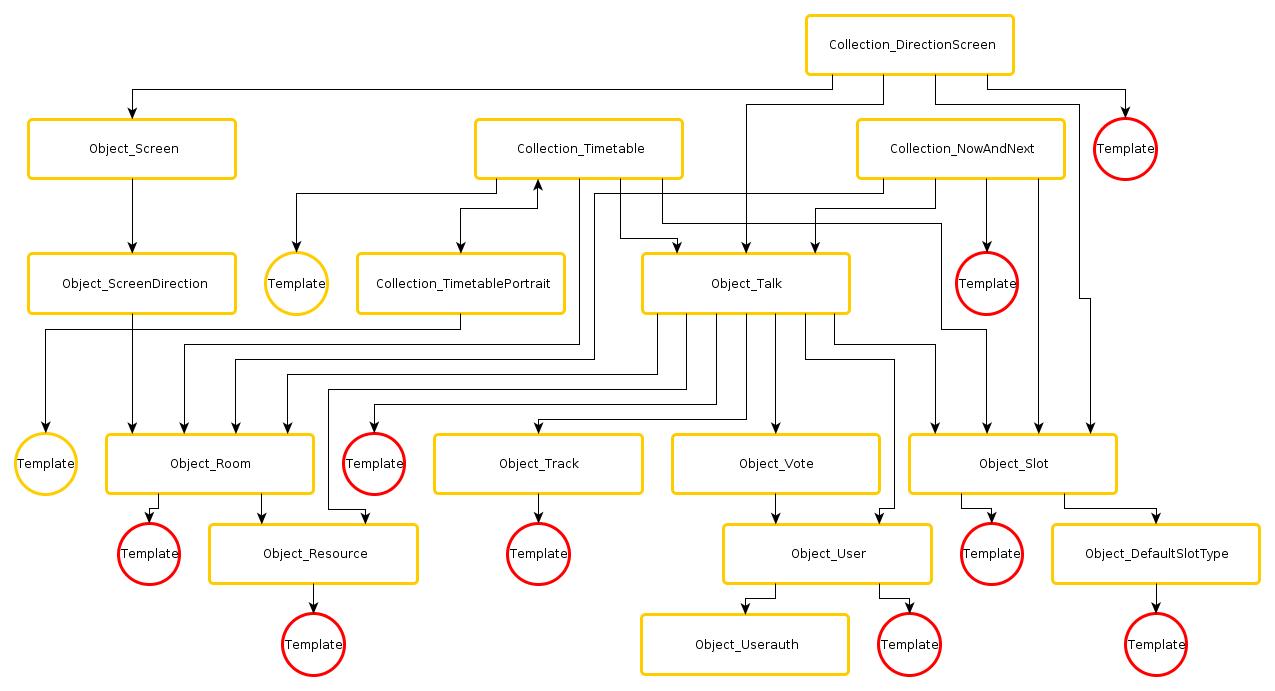 Collection_DirectionScreen
Object_Screen
Collection_Timetable
Collection_NowAndNext
Template
Object_ScreenDirection
Template
Collection_TimetablePortrait
Object_Talk
Template
Template
Object_Room
Template
Object_Track
Object_Vote
Object_Slot
Template
Object_Resource
Template
Object_User
Template
Object_DefaultSlotType
Template
Object_Userauth
Template
Template